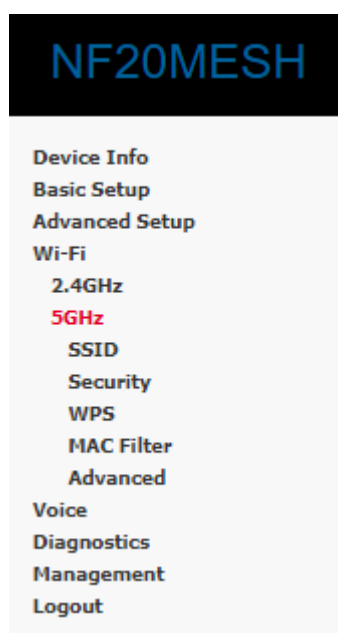 NF20MESH
Device Info
Basic Setup
Advanced Setup
Wi-Fi
2.4GHz
5GHz
SSID
Security
WPS
MAC Filter
Advanced
Voice
Diagnostics
Management
Logout